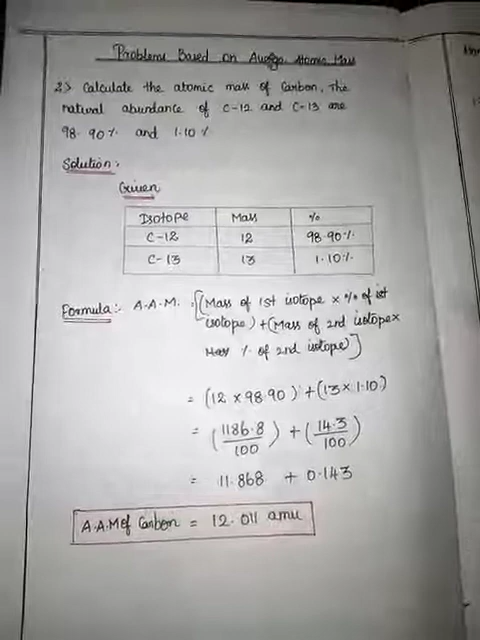 Problems Based on Average Atomic Mass
2> Calculate the atomic mass of Carbon, The
natural abundance of C-12 and C-13 are
98.90% and 1.10%
Solution:
Given
Isotope Mass %
C-12 12 98.90%
C-13 13 1.10%
Formula:- A.A.M. = [(Mass of 1st isotope x % of 1st
isotope) + (Mass of 2nd isotope x
Mass % of 2nd isotope)]
= (12 x 98.90) + (13 x 1.10)
= (1186.8/100) + (14.3/100)
= 11.868 + 0.143
A.A.M of Carbon = 12.011 amu